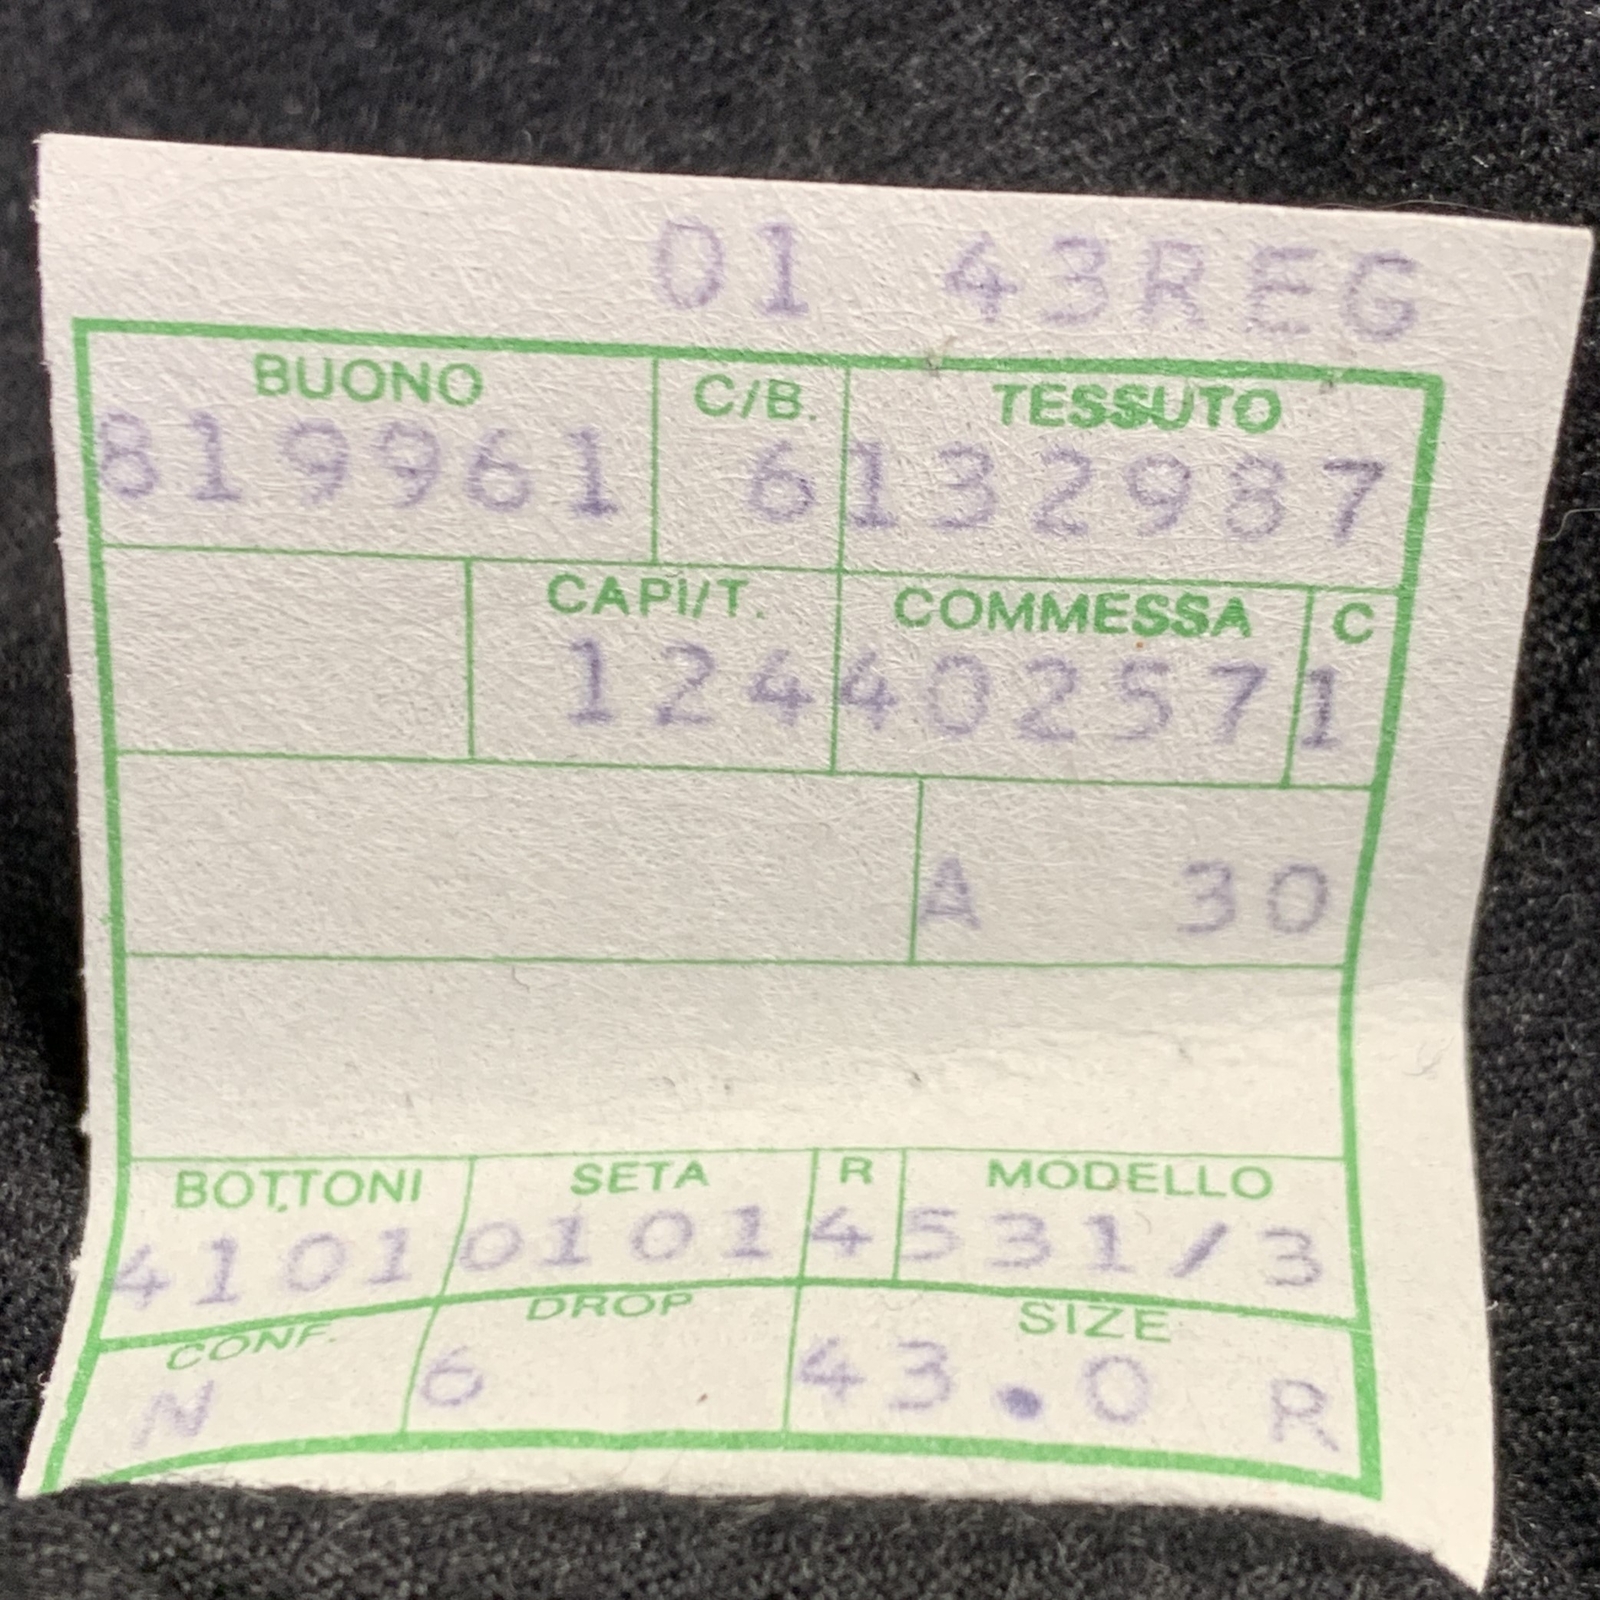 01 43REG
BUONO C/B. TESSUTO
819961 6 132987
CAPI/T. COMMESSA C
124 40257 1
A 30
BOTTONI SETA R MODELLO
4101 0101 4 531/3
CONF. DROP SIZE
N 6 43.0 R